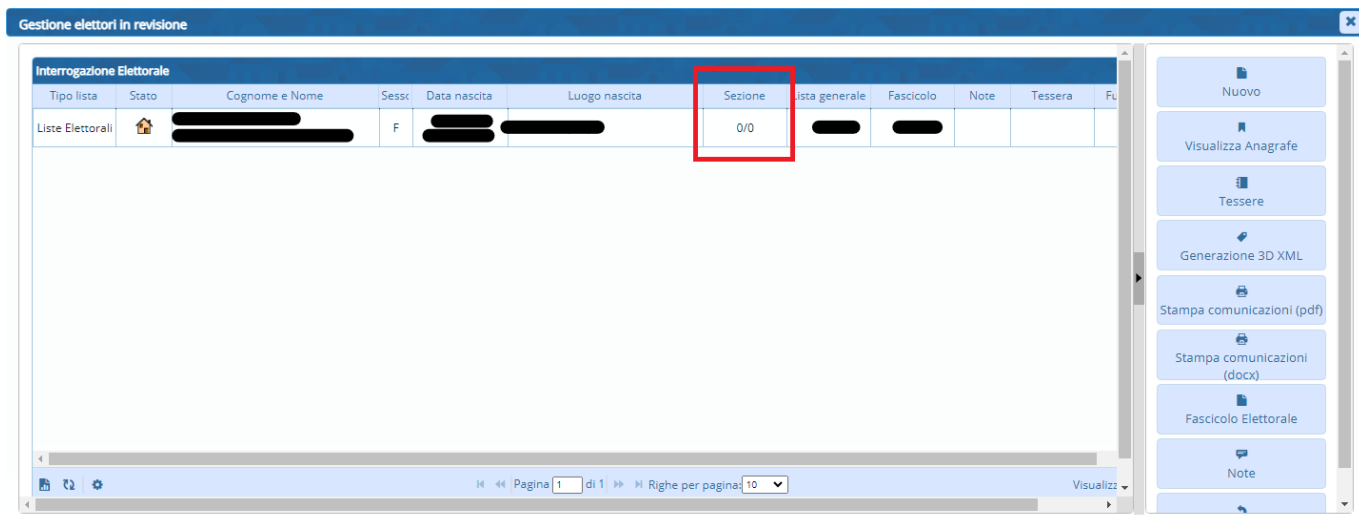 Gestione elettori in revisione
Interrogazione Elettorale
Tipo lista Stato Cognome e Nome Sesso Data nascita Luogo nascita Sezione Lista generale Fascicolo Note Tessera Fu
Liste Elettorali F 0/0
Pagina 1 di 1 Righe per pagina: 10 Visualizz
Nuovo
Visualizza Anagrafe
Tessere
Generazione 3D XML
Stampa comunicazioni (pdf)
Stampa comunicazioni
(docx)
Fascicolo Elettorale
Note